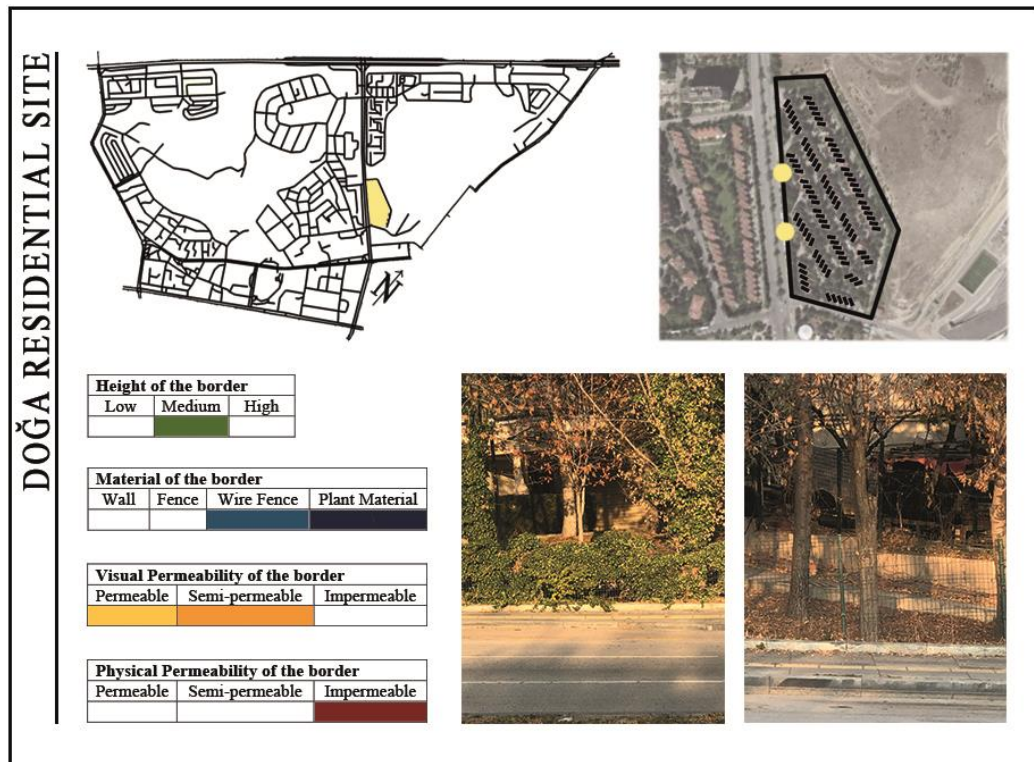 DOĞA RESIDENTIAL SITE
N
Height of the border
Low Medium High
Material of the border
Wall Fence Wire Fence Plant Material
Visual Permeability of the border
Permeable Semi-permeable Impermeable
Physical Permeability of the border
Permeable Semi-permeable Impermeable